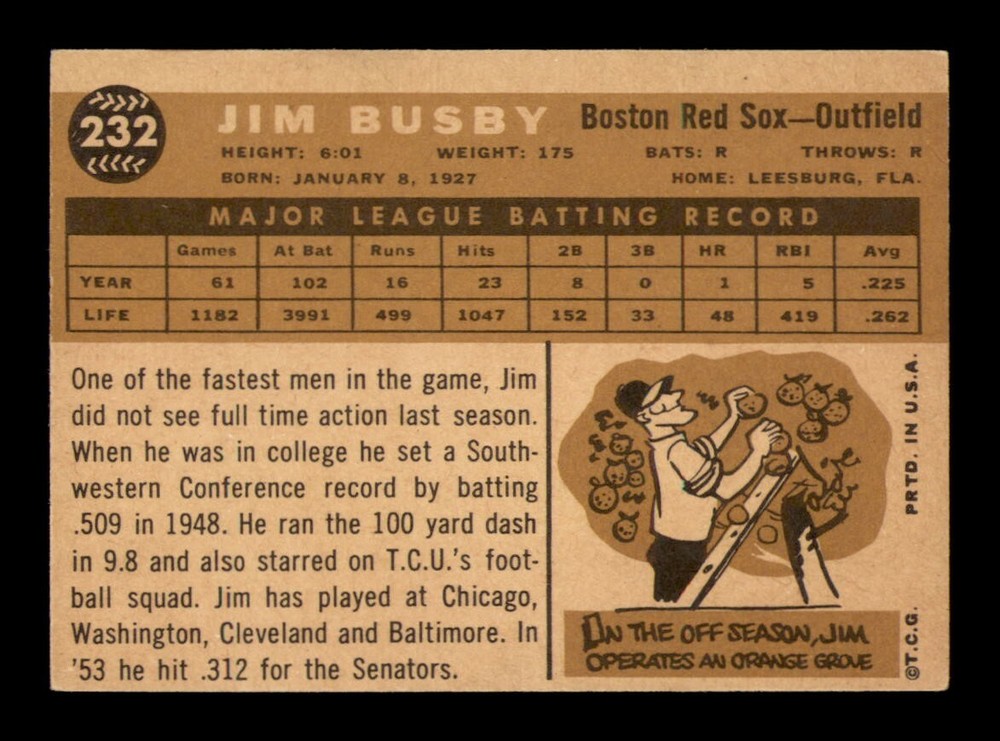 232
JIM BUSBY Boston Red Sox—Outfield
HEIGHT: 6:01 WEIGHT: 175 BATS: R THROWS: R
BORN: JANUARY 8, 1927 HOME: LEESBURG, FLA.
MAJOR LEAGUE BATTING RECORD
Games At Bat Runs Hits 2B 3B HR RBI Avg
YEAR 61 102 16 23 8 0 1 5 .225
LIFE 1182 3991 499 1047 152 33 48 419 .262
One of the fastest men in the game, Jim
did not see full time action last season.
When he was in college he set a South-
western Conference record by batting
.509 in 1948. He ran the 100 yard dash
in 9.8 and also starred on T.C.U.'s foot-
ball squad. Jim has played at Chicago,
Washington, Cleveland and Baltimore. In
'53 he hit .312 for the Senators.
IN THE OFF SEASON, JIM
OPERATES AN ORANGE GROVE
©T.C.G. PRTD. IN U.S.A.